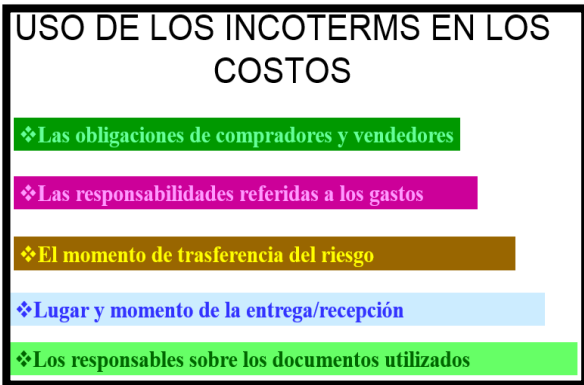 USO DE LOS INCOTERMS EN LOS
COSTOS
❖Las obligaciones de compradores y vendedores
❖Las responsabilidades referidas a los gastos
❖El momento de trasferencia del riesgo
❖Lugar y momento de la entrega/recepción
❖Los responsables sobre los documentos utilizados